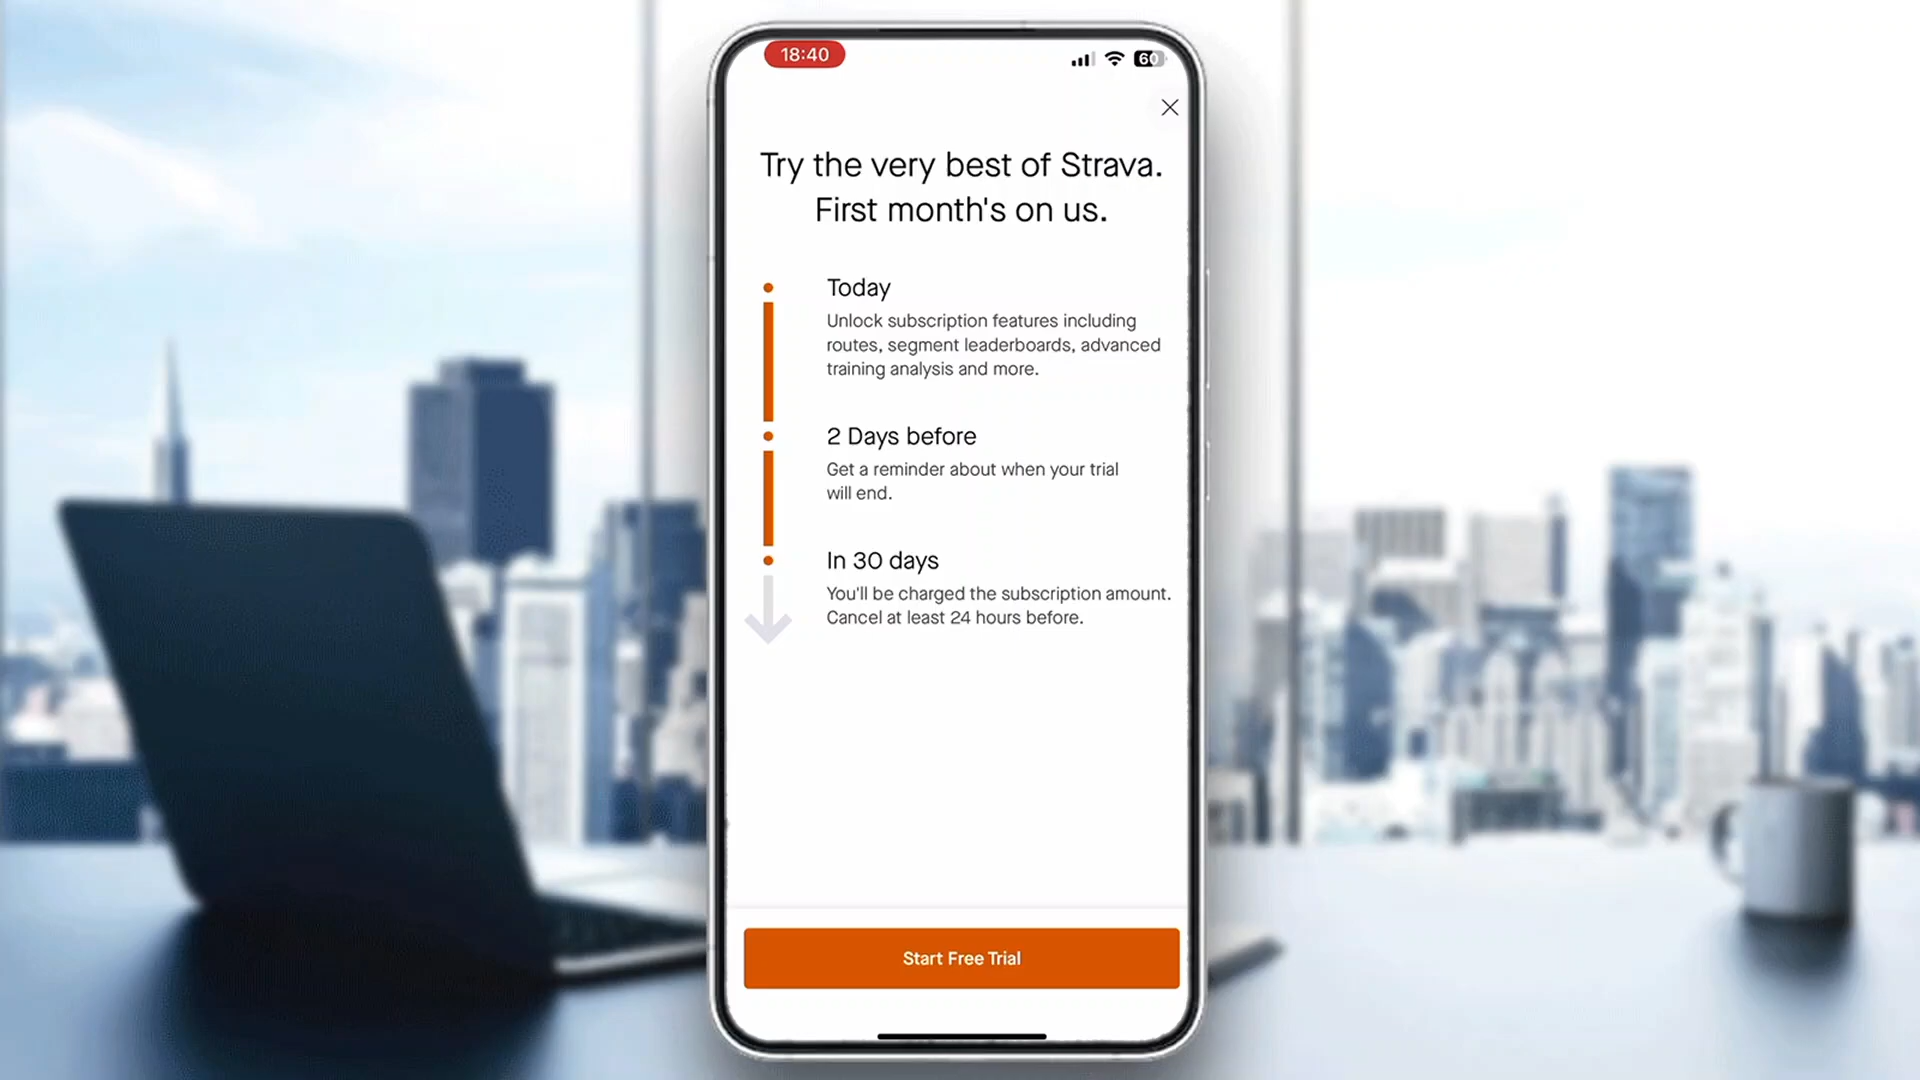 18:40
60
Try the very best of Strava.
First month's on us.
Today
Unlock subscription features including
routes, segment leaderboards, advanced
training analysis and more.
2 Days before
Get a reminder about when your trial
will end.
In 30 days
You'll be charged the subscription amount.
Cancel at least 24 hours before.
Start Free Trial